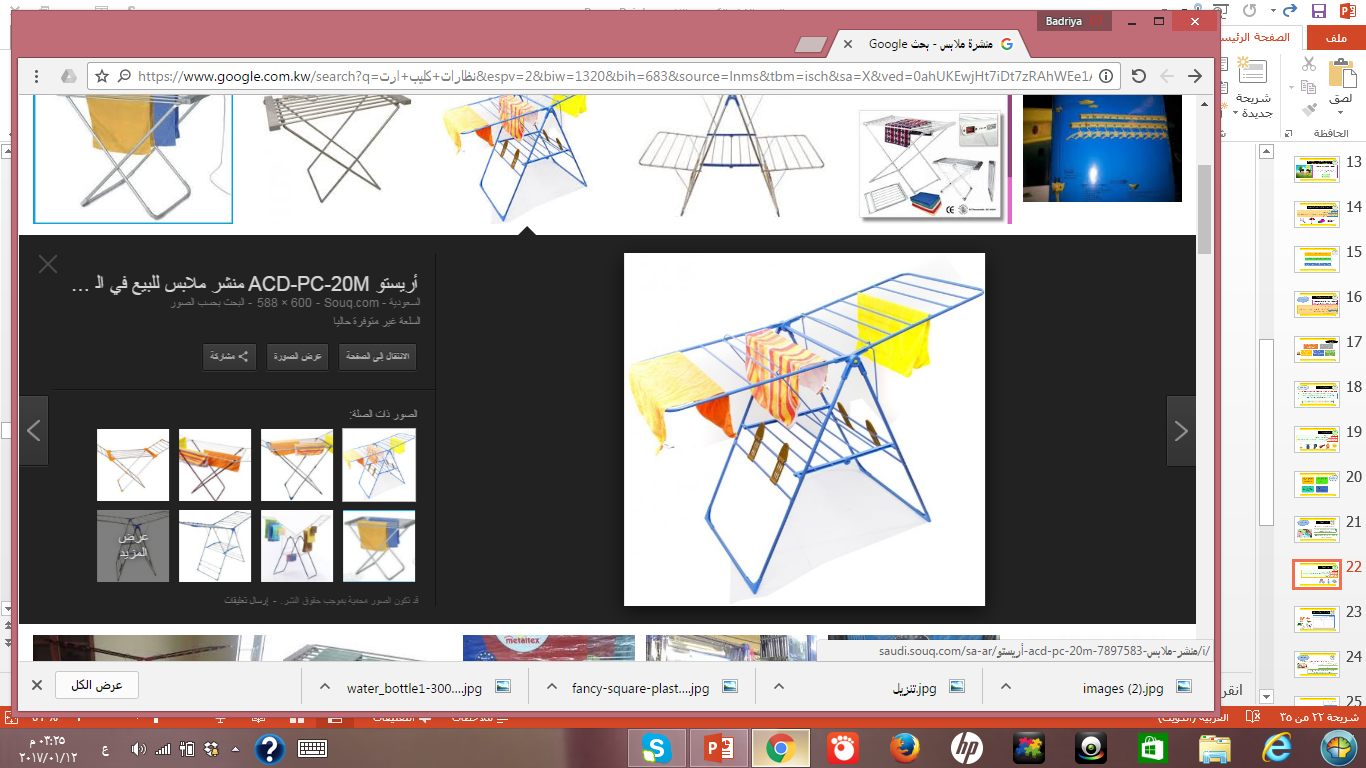 Badriya
منشرة ملابس - بحث Google
https://www.google.com.kw/search?q=نظارات+كليب+ارت&espv=2&biw=1320&bih=683&source=lnms&tbm=isch&sa=X&ved=0ahUKEwjHt7iDt7zRAhWEe1
ملف
الصفحة الرئيس
لصق
شريحة
جديدة
الحافظة
أريستو ACD-PC-20M منشر ملابس للبيع في الـ ...
السعودية - Souq.com - 588 × 600 - البحث بحسب الصور
السلعة غير متوفرة حاليا
الانتقال إلى الصفحة
عرض الصورة
مشاركة
الصور ذات الصلة:
عرض
المزيد
قد تكون الصور محمية بموجب حقوق النشر. - إرسال تعليقات
metaltex
saudi.souq.com/sa-ar/أريستو-acd-pc-20m-منشر-ملابس-7897583/i/
13
14
15
16
17
18
19
20
21
22
23
24
25
عرض الكل
water_bottle1-300....jpg
fancy-square-plast....jpg
تنزيل.jpg
images (2).jpg
انقر
شريحة ٢٢ من ٣٥
العربية (الكويت)
التعليقات
ملاحظات
٠٣:٢٥ م
٢٠١٧/٠١/١٢
ع